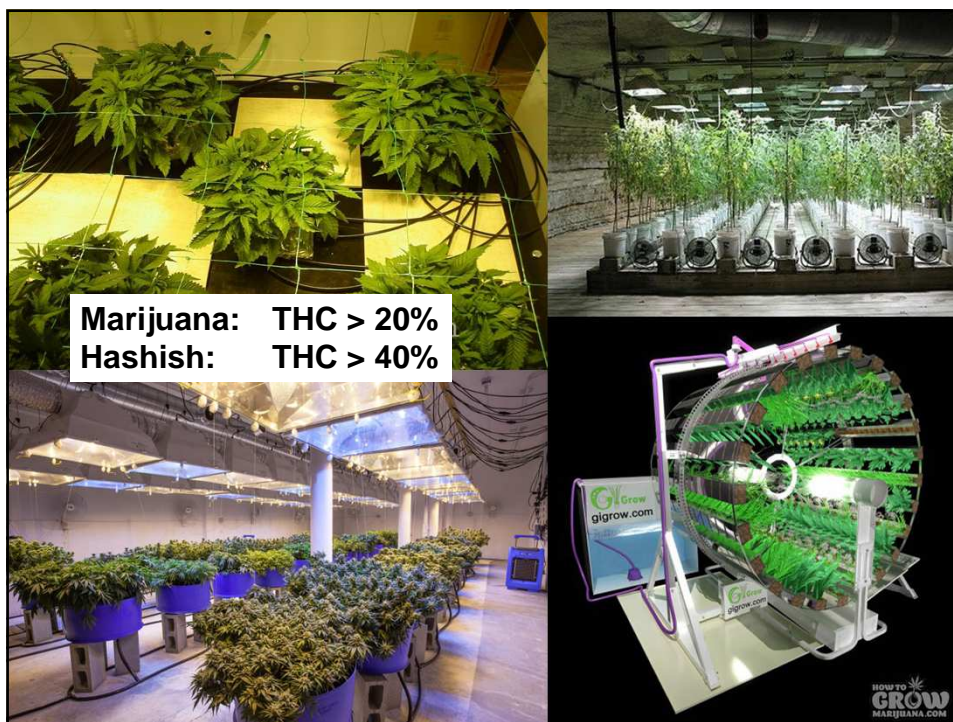 Marijuana: THC > 20%
Hashish: THC > 40%
Gi Grow
gigrow.com
Gi Grow
gigrow.com
HOW TO
GROW
MARIJUANA.COM